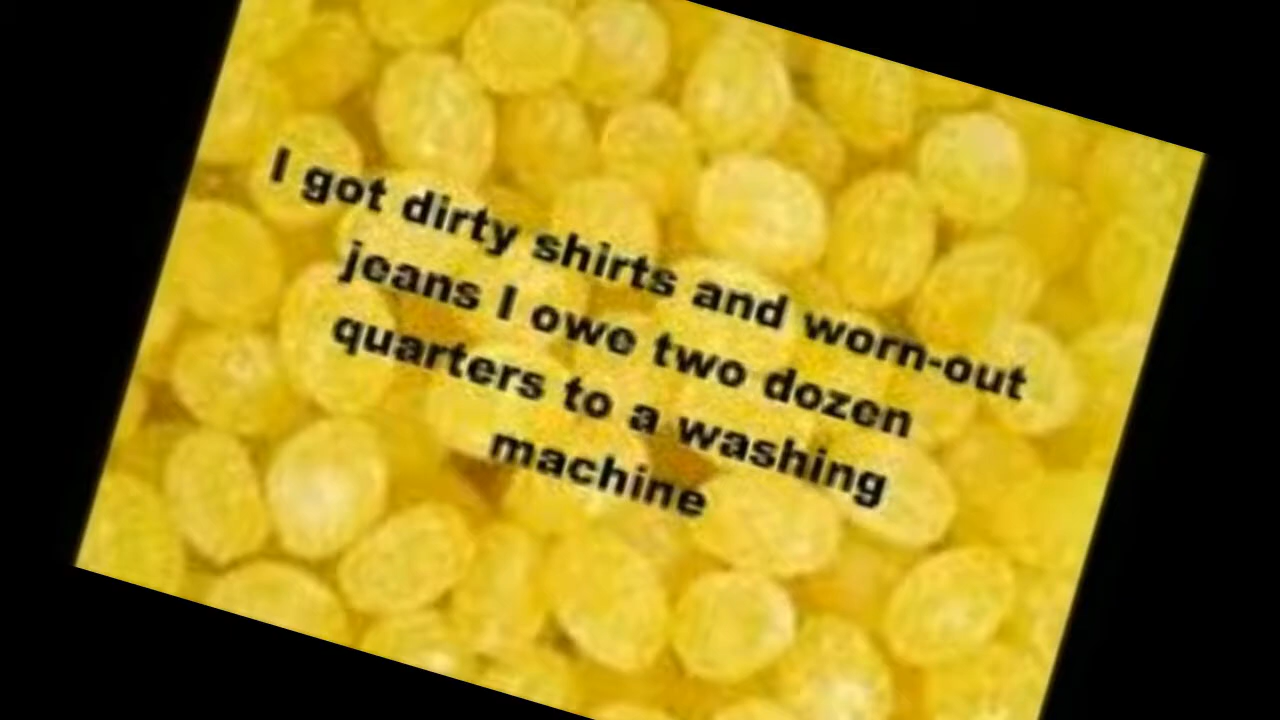 I got dirty shirts and worn-out
jeans I owe two dozen
quarters to a washing
machine